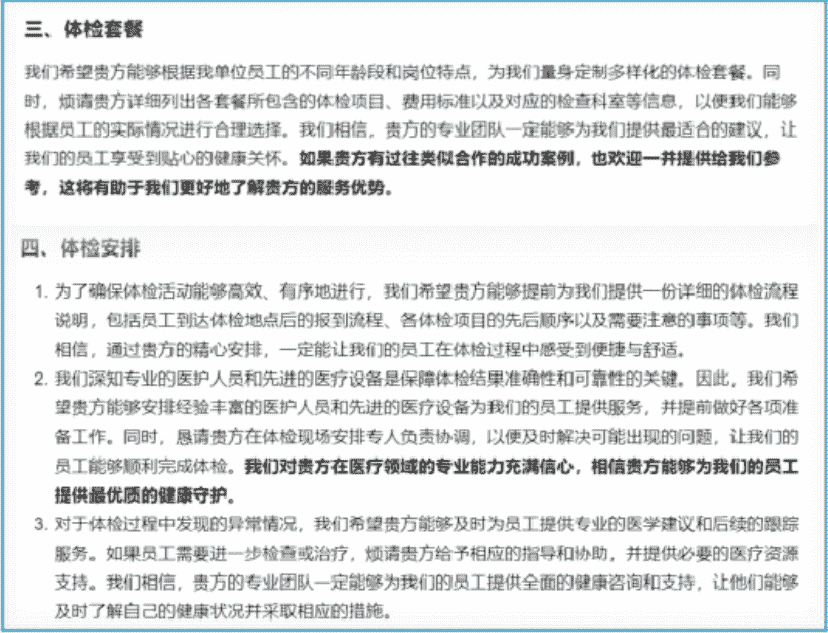 三、体检套餐
我们希望贵方能够根据我单位员工的不同年龄段和岗位特点，为我们量身定制多样化的体检套餐。同
时，烦请贵方详细列出各套餐所包含的体检项目、费用标准以及对应的检查科室等信息，以便我们能够
根据员工的实际情况进行合理选择。我们相信，贵方的专业团队一定能够为我们提供最适合的建议，让
我们的员工享受到贴心的健康关怀。如果贵方有过往类似合作的成功案例，也欢迎一并提供给我们参
考，这将有助于我们更好地了解贵方的服务优势。
四、体检安排
1. 为了确保体检活动能够高效、有序地进行，我们希望贵方能够提前为我们提供一份详细的体检流程
说明，包括员工到达体检地点后的报到流程、各体检项目的先后顺序以及需要注意的事项等。我们
相信，通过贵方的精心安排，一定能让我们的员工在体检过程中感受到便捷与舒适。
2. 我们深知专业的医护人员和先进的医疗设备是保障体检结果准确性和可靠性的关键。因此，我们希
望贵方能够安排经验丰富的医护人员和先进的医疗设备为我们的员工提供服务，并提前做好各项准
备工作。同时，恳请贵方在体检现场安排专人负责协调，以便及时解决可能出现的问题，让我们的
员工能够顺利完成体检。我们对贵方在医疗领域的专业能力充满信心，相信贵方能够为我们的员工
提供最优质的健康守护。
3. 对于体检过程中发现的异常情况，我们希望贵方能够及时为员工提供专业的医学建议和后续的跟踪
服务。如果员工需要进一步检查或治疗，烦请贵方给予相应的指导和协助，并提供必要的医疗资源
支持。我们相信，贵方的专业团队一定能够为我们的员工提供全面的健康咨询和支持，让他们能够
及时了解自己的健康状况并采取相应的措施。